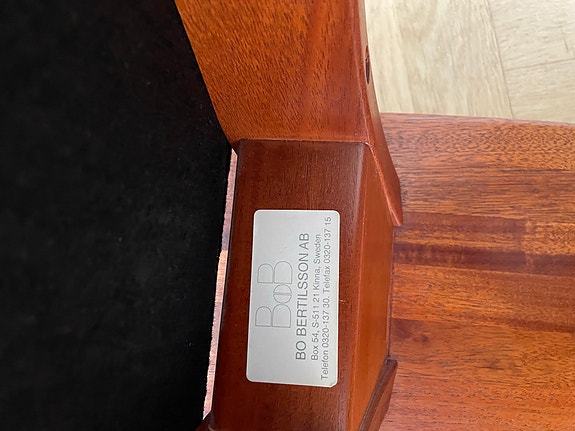 BoB
BO BERTILSSON AB
Box 54, S-511 21 Kinna, Sweden
Telefon 0320-137 30. Telefax 0320-137 15